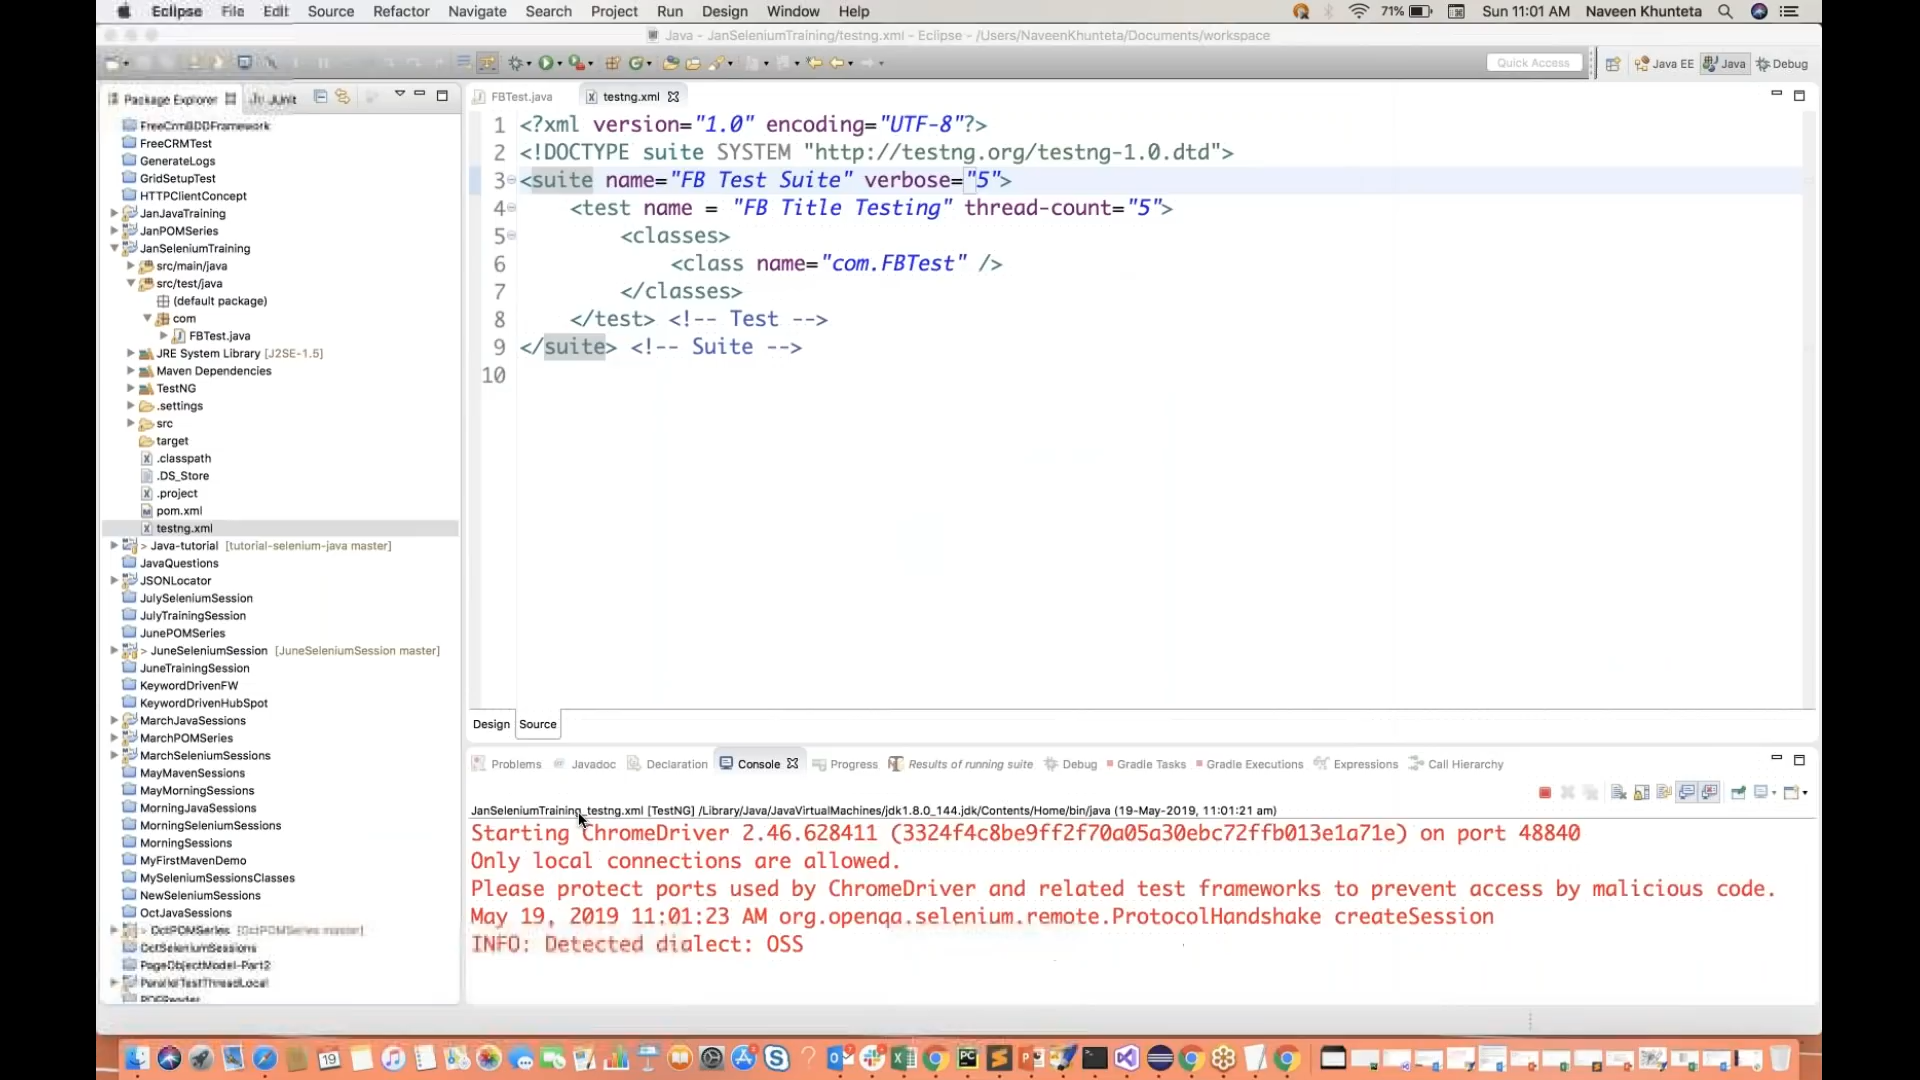 Eclipse File Edit Source Refactor Navigate Search Project Run Design Window Help 71% Sun 11:01 AM Naveen Khunteta
Java - JanSeleniumTraining/testng.xml - Eclipse - /Users/NaveenKhunteta/Documents/workspace
Quick Access Java EE Java Debug
Package Explorer JUnit
FreeCrmBDDFramework
FreeCRMTest
GenerateLogs
GridSetupTest
HTTPClientConcept
JanJavaTraining
JanPOMSeries
JanSeleniumTraining
src/main/java
src/test/java
(default package)
com
FBTest.java
JRE System Library [J2SE-1.5]
Maven Dependencies
TestNG
.settings
src
target
.classpath
.DS_Store
.project
pom.xml
testng.xml
> Java-tutorial [tutorial-selenium-java master]
JavaQuestions
JSONLocator
JulySeleniumSession
JulyTrainingSession
JunePOMSeries
> JuneSeleniumSession [JuneSeleniumSession master]
JuneTrainingSession
KeywordDrivenFW
KeywordDrivenHubSpot
MarchJavaSessions
MarchPOMSeries
MarchSeleniumSessions
MayMavenSessions
MayMorningSessions
MorningJavaSessions
MorningSeleniumSessions
MorningSessions
MyFirstMavenDemo
MySeleniumSessionsClasses
NewSeleniumSessions
OctJavaSessions
> OctPOMSeries [OctPOMSeries master]
OctSeleniumSessions
PageObjectModel-Part2
ParallelTestThreadLocal
PDFReader
FBTest.java testng.xml
1 <?xml version="1.0" encoding="UTF-8"?>
2 <!DOCTYPE suite SYSTEM "http://testng.org/testng-1.0.dtd">
3 <suite name="FB Test Suite" verbose="5">
4 <test name = "FB Title Testing" thread-count="5">
5 <classes>
6 <class name="com.FBTest" />
7 </classes>
8 </test> <!-- Test -->
9 </suite> <!-- Suite -->
10
Design Source
Problems Javadoc Declaration Console Progress Results of running suite Debug Gradle Tasks Gradle Executions Expressions Call Hierarchy
JanSeleniumTraining_testng.xml [TestNG] /Library/Java/JavaVirtualMachines/jdk1.8.0_144.jdk/Contents/Home/bin/java (19-May-2019, 11:01:21 am)
Starting ChromeDriver 2.46.628411 (3324f4c8be9ff2f70a05a30ebc72ffb013e1a71e) on port 48840
Only local connections are allowed.
Please protect ports used by ChromeDriver and related test frameworks to prevent access by malicious code.
May 19, 2019 11:01:23 AM org.openqa.selenium.remote.ProtocolHandshake createSession
INFO: Detected dialect: OSS
19